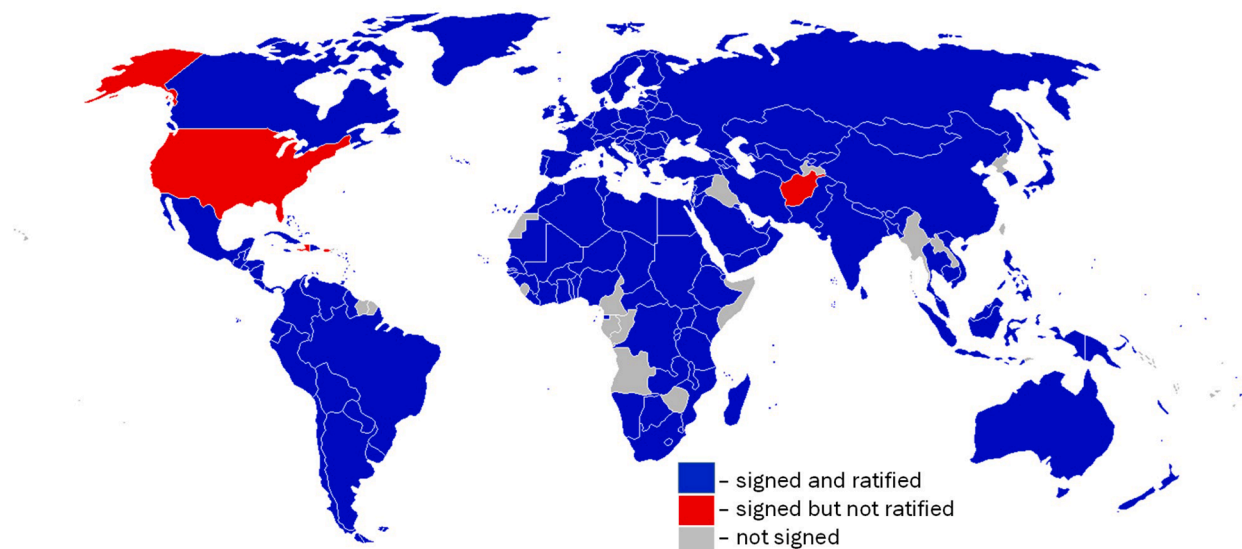 – signed and ratified
– signed but not ratified
– not signed